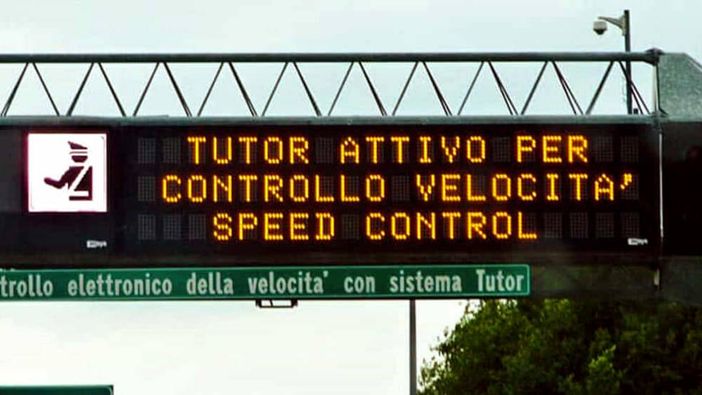 TUTOR ATTIVO PER
CONTROLLO VELOCITA'
SPEED CONTROL
trollo elettronico della velocita' con sistema Tutor